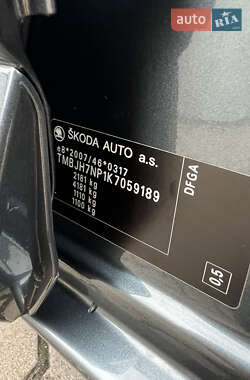 AUTO
RIA
ŠKODA AUTO a.s.
e8*2007/46*0317
TMBJH7NP1K7059189
2181 kg
4181 kg
1110 kg
1100 kg
DFGA
0,5